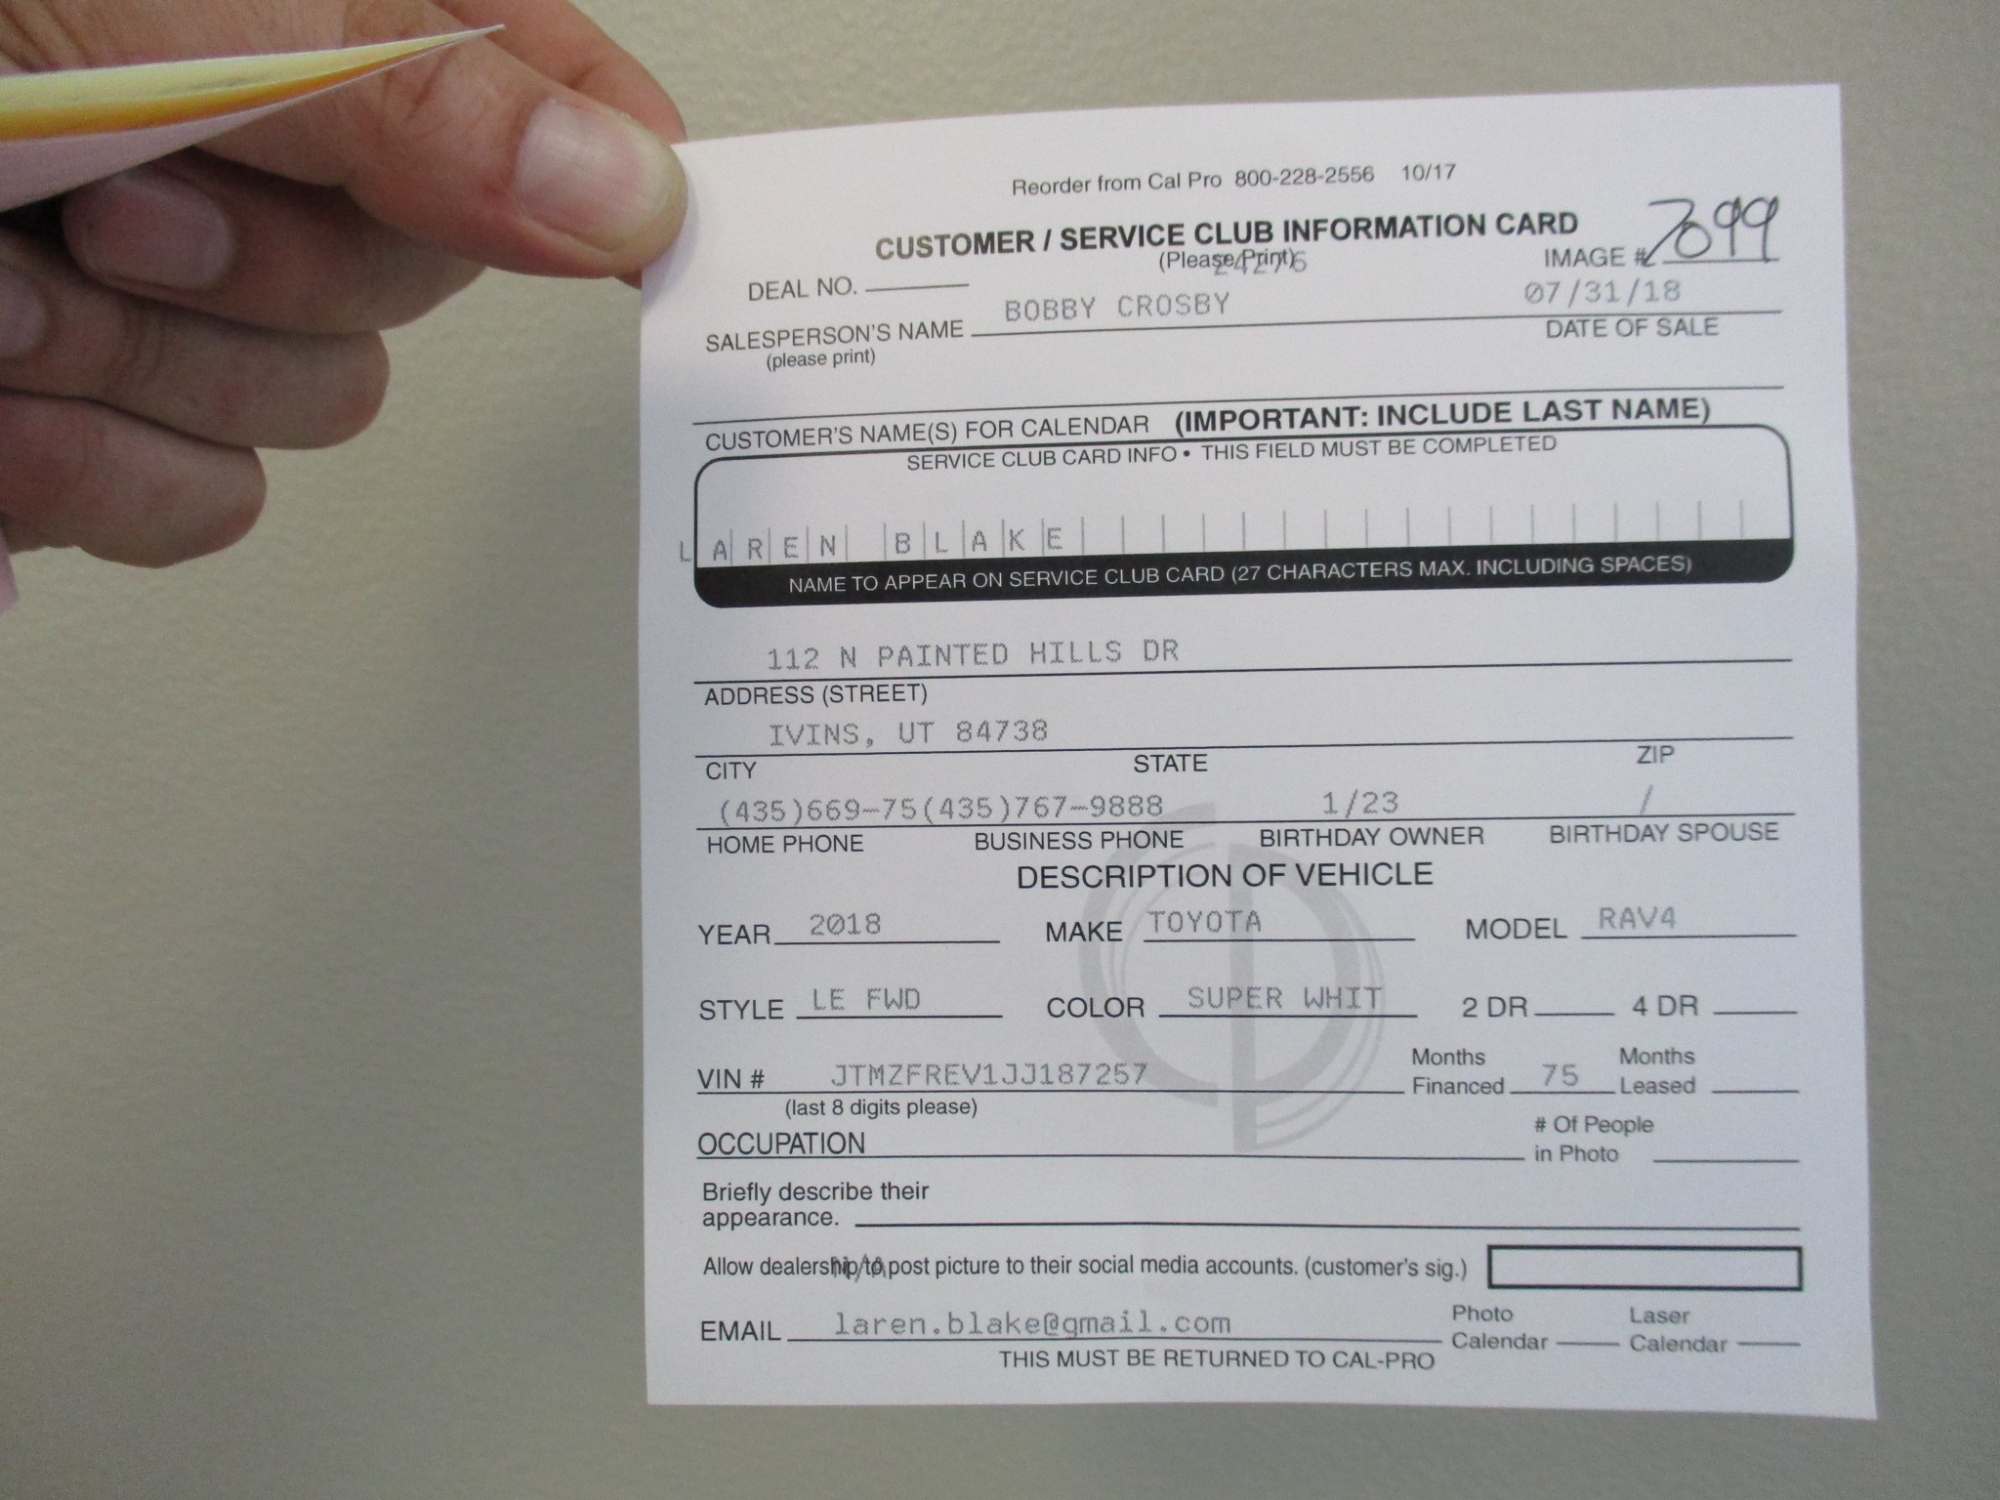 Reorder from Cal Pro 800-228-2556 10/17
CUSTOMER / SERVICE CLUB INFORMATION CARD
(Please Print)
IMAGE # 7099
DEAL NO.
BOBBY CROSBY 07/31/18
SALESPERSON'S NAME DATE OF SALE
(please print)
CUSTOMER'S NAME(S) FOR CALENDAR (IMPORTANT: INCLUDE LAST NAME)
SERVICE CLUB CARD INFO • THIS FIELD MUST BE COMPLETED
LAREN BLAKE
NAME TO APPEAR ON SERVICE CLUB CARD (27 CHARACTERS MAX. INCLUDING SPACES)
112 N PAINTED HILLS DR
ADDRESS (STREET)
IVINS, UT 84738
CITY STATE ZIP
(435)669-75(435)767-9888 1/23 /
HOME PHONE BUSINESS PHONE BIRTHDAY OWNER BIRTHDAY SPOUSE
DESCRIPTION OF VEHICLE
YEAR 2018 MAKE TOYOTA MODEL RAV4
STYLE LE FWD COLOR SUPER WHIT 2 DR 4 DR
VIN # JTMZFREV1JJ187257 Months Financed 75 Months Leased
(last 8 digits please)
OCCUPATION # Of People in Photo
Briefly describe their
appearance.
Allow dealership to post picture to their social media accounts. (customer's sig.)
EMAIL laren.blake@gmail.com Photo Calendar Laser Calendar
THIS MUST BE RETURNED TO CAL-PRO